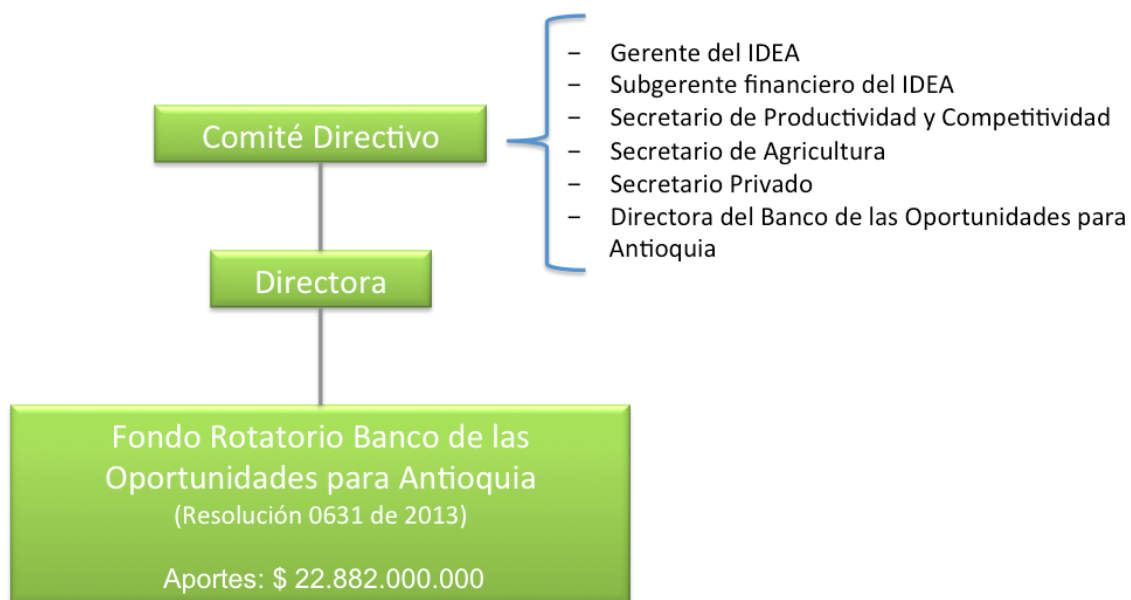 Comité Directivo
– Gerente del IDEA
– Subgerente financiero del IDEA
– Secretario de Productividad y Competitividad
– Secretario de Agricultura
– Secretario Privado
– Directora del Banco de las Oportunidades para
Antioquia
Directora
Fondo Rotatorio Banco de las
Oportunidades para Antioquia
(Resolución 0631 de 2013)
Aportes: $ 22.882.000.000